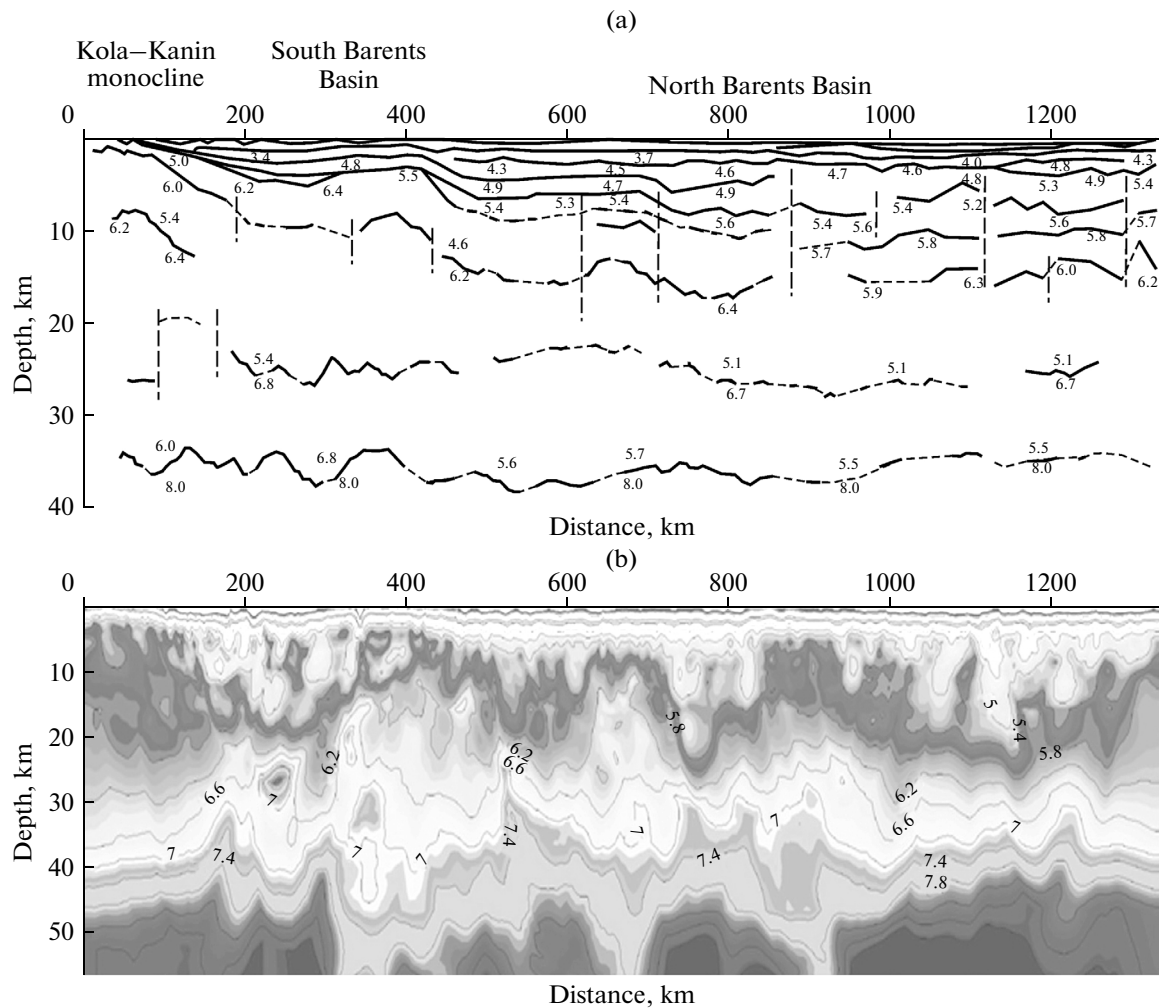 (a)
Kola—Kanin
monocline
South Barents
Basin
North Barents Basin
0 200 400 600 800 1000 1200
5.0 3.4 4.8 5.5 4.3 4.5 3.7 4.6 4.7 4.6 4.0 4.8 4.3
6.0 6.2 6.4 4.9 4.7 4.9 4.8 5.3 4.9 5.4
6.4 5.3 5.4 5.4 5.2
6.2 5.4 5.6 5.4 5.6 5.6 5.7
10
6.4 4.6 5.7 5.8 5.8
6.2 6.4 5.9 6.3 6.0 6.2
20
5.4 5.1 5.1 5.1
6.8 6.7 6.7
30
6.0 6.8 5.6 5.7 5.5 5.5
8.0 8.0 8.0 8.0 8.0
40
Depth, km
Distance, km
(b)
0 200 400 600 800 1000 1200
10
5.8 5 5.4
20
6.2 6.2 5.8
6.6
6.6 7 6.2
30
7.4 7 7 6.6 7
7 7.4 7 7 7.4 7.4
40
7.8
50
Depth, km
Distance, km